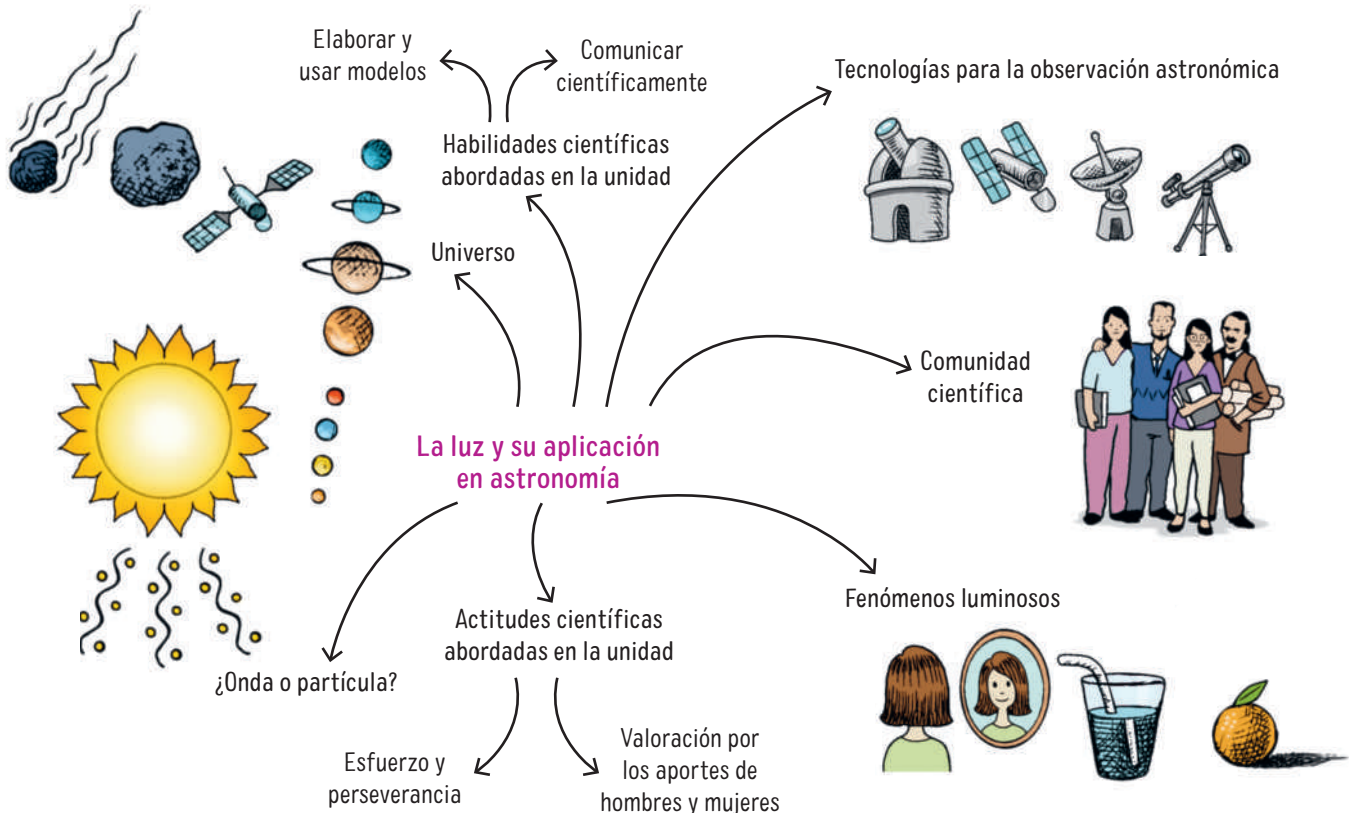 Elaborar y
usar modelos
Comunicar
científicamente
Tecnologías para la observación astronómica
Habilidades científicas
abordadas en la unidad
Universo
Comunidad
científica
La luz y su aplicación
en astronomía
Fenómenos luminosos
Actitudes científicas
abordadas en la unidad
¿Onda o partícula?
Esfuerzo y
perseverancia
Valoración por
los aportes de
hombres y mujeres